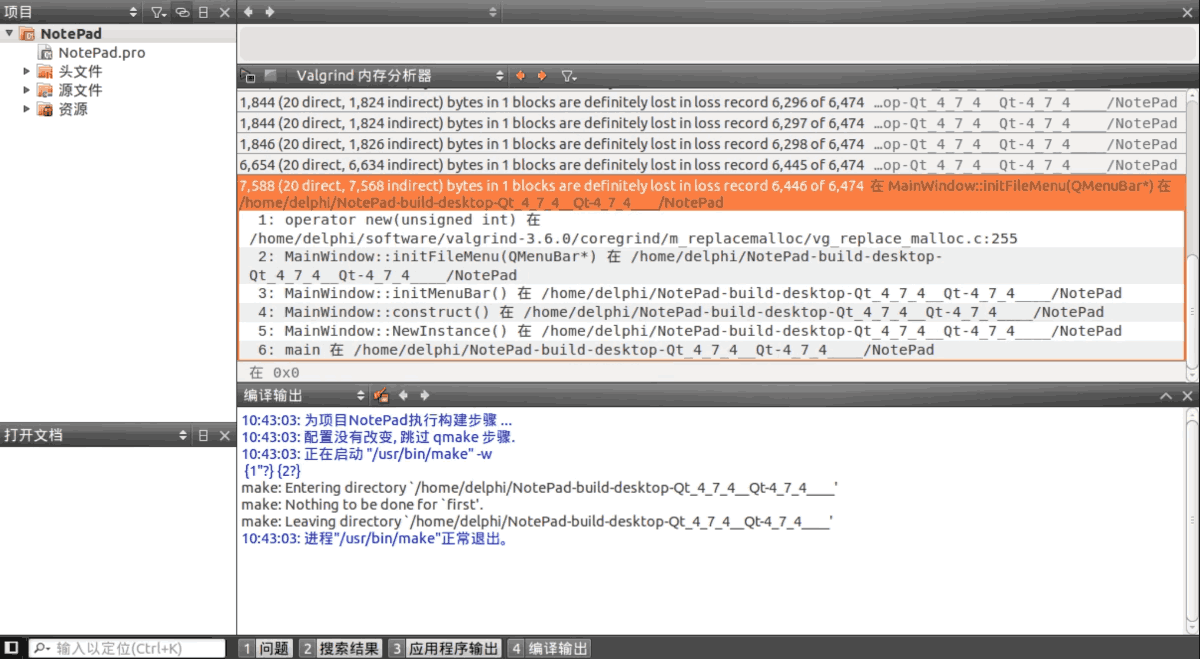 项目
NotePad
NotePad.pro
头文件
源文件
资源
Valgrind 内存分析器
1,844 (20 direct, 1,824 indirect) bytes in 1 blocks are definitely lost in loss record 6,296 of 6,474 …op-Qt_4_7_4__Qt-4_7_4____/NotePad
1,844 (20 direct, 1,824 indirect) bytes in 1 blocks are definitely lost in loss record 6,297 of 6,474 …op-Qt_4_7_4__Qt-4_7_4____/NotePad
1,846 (20 direct, 1,826 indirect) bytes in 1 blocks are definitely lost in loss record 6,298 of 6,474 …op-Qt_4_7_4__Qt-4_7_4____/NotePad
6,654 (20 direct, 6,634 indirect) bytes in 1 blocks are definitely lost in loss record 6,445 of 6,474 …op-Qt_4_7_4__Qt-4_7_4____/NotePad
7,588 (20 direct, 7,568 indirect) bytes in 1 blocks are definitely lost in loss record 6,446 of 6,474 在 MainWindow::initFileMenu(QMenuBar*) 在
/home/delphi/NotePad-build-desktop-Qt_4_7_4__Qt-4_7_4____/NotePad
1: operator new(unsigned int) 在
/home/delphi/software/valgrind-3.6.0/coregrind/m_replacemalloc/vg_replace_malloc.c:255
2: MainWindow::initFileMenu(QMenuBar*) 在 /home/delphi/NotePad-build-desktop-
Qt_4_7_4__Qt-4_7_4____/NotePad
3: MainWindow::initMenuBar() 在 /home/delphi/NotePad-build-desktop-Qt_4_7_4__Qt-4_7_4____/NotePad
4: MainWindow::construct() 在 /home/delphi/NotePad-build-desktop-Qt_4_7_4__Qt-4_7_4____/NotePad
5: MainWindow::NewInstance() 在 /home/delphi/NotePad-build-desktop-Qt_4_7_4__Qt-4_7_4____/NotePad
6: main 在 /home/delphi/NotePad-build-desktop-Qt_4_7_4__Qt-4_7_4____/NotePad
在 0x0
编译输出
10:43:03: 为项目NotePad执行构建步骤 ...
10:43:03: 配置没有改变, 跳过 qmake 步骤.
10:43:03: 正在启动 "/usr/bin/make" -w
{1"?} {2?}
make: Entering directory `/home/delphi/NotePad-build-desktop-Qt_4_7_4__Qt-4_7_4____'
make: Nothing to be done for `first'.
make: Leaving directory `/home/delphi/NotePad-build-desktop-Qt_4_7_4__Qt-4_7_4____'
10:43:03: 进程"/usr/bin/make"正常退出。
打开文档
输入以定位(Ctrl+K)
1 问题 2 搜索结果 3 应用程序输出 4 编译输出